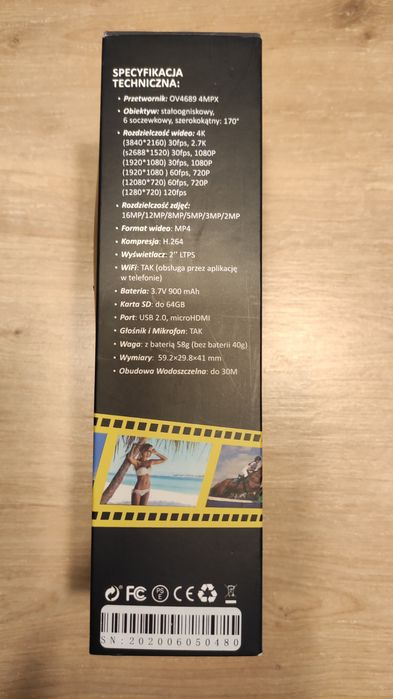 SPECYFIKACJA
TECHNICZNA:
• Przetwornik: OV4689 4MPX
• Obiektyw: stałoogniskowy,
6 soczewkowy, szerokokątny: 170°
• Rozdzielczość wideo: 4K
(3840*2160) 30fps, 2.7K
(s2688*1520) 30fps, 1080P
(1920*1080) 30fps, 1080P
(1920*1080 ) 60fps, 720P
(12080*720) 60fps, 720P
(1280*720) 120fps
• Rozdzielczość zdjęć:
16MP/12MP/8MP/5MP/3MP/2MP
• Format wideo: MP4
• Kompresja: H.264
• Wyświetlacz: 2'' LTPS
• WiFi: TAK (obsługa przez aplikację
w telefonie)
• Bateria: 3.7V 900 mAh
• Karta SD: do 64GB
• Port: USB 2.0, microHDMI
• Głośnik i Mikrofon: TAK
• Waga: z baterią 58g (bez baterii 40g)
• Wymiary: 59.2×29.8×41 mm
• Obudowa Wodoszczelna: do 30M
FC PS E CE
SN:202006050480